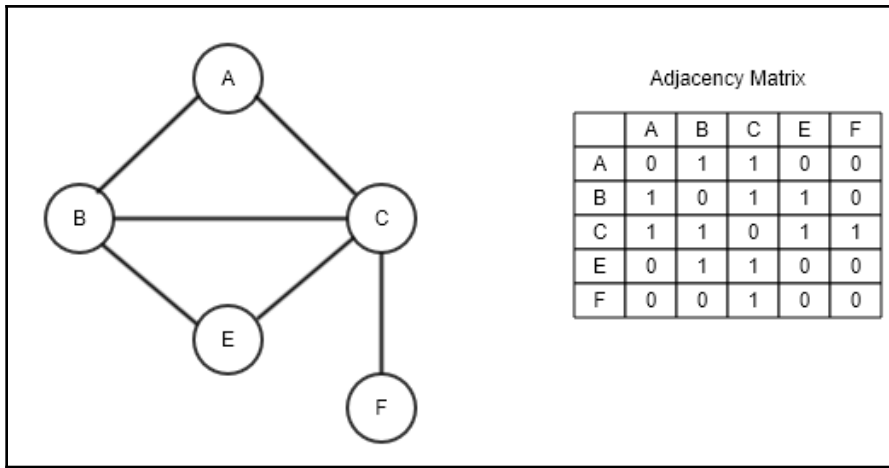 A
B
C
E
F
Adjacency Matrix
A B C E F
A 0 1 1 0 0
B 1 0 1 1 0
C 1 1 0 1 1
E 0 1 1 0 0
F 0 0 1 0 0